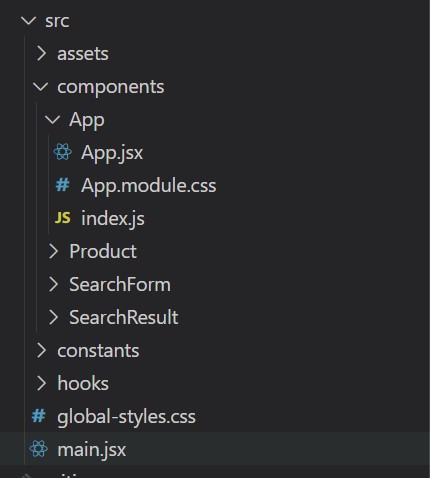 src
assets
components
App
App.jsx
# App.module.css
JS index.js
Product
SearchForm
SearchResult
constants
hooks
# global-styles.css
main.jsx